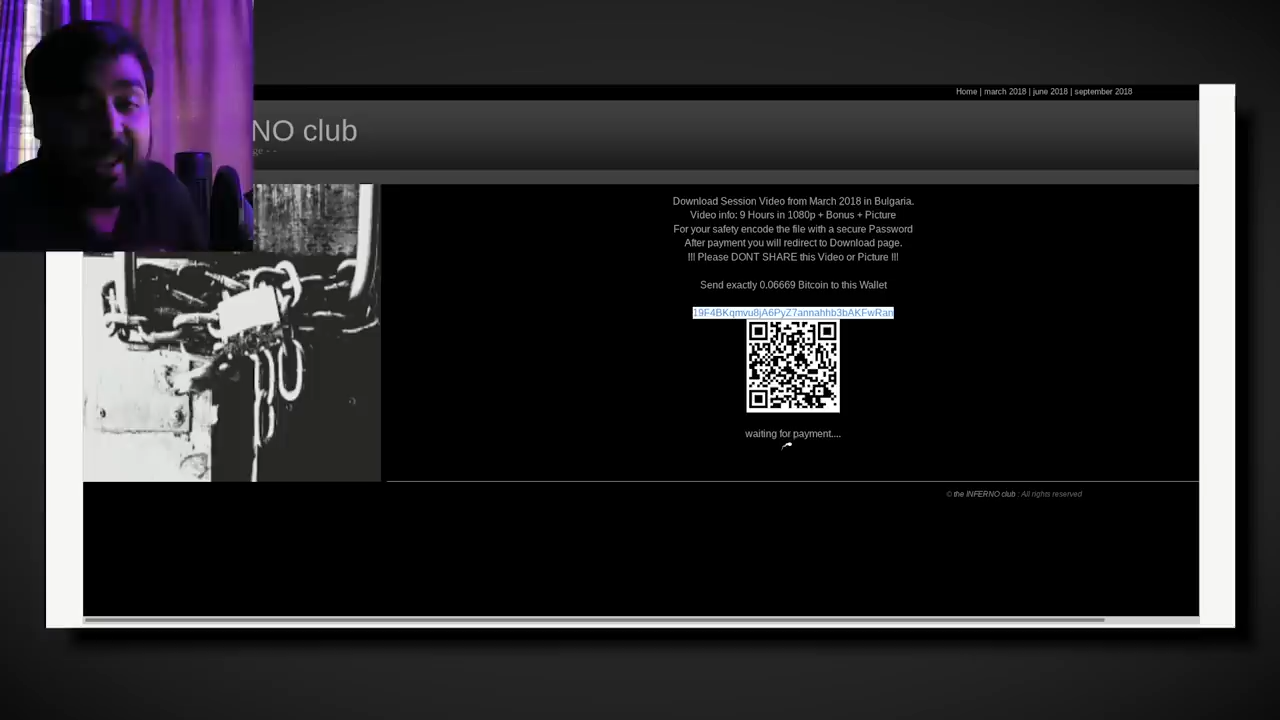 Home | march 2018 | june 2018 | september 2018
NO club
ge - -
Download Session Video from March 2018 in Bulgaria.
Video info: 9 Hours in 1080p + Bonus + Picture
For your safety encode the file with a secure Password
After payment you will redirect to Download page.
!!! Please DONT SHARE this Video or Picture !!!
Send exactly 0.06669 Bitcoin to this Wallet
19F4BKqmvu8jA6PyZ7annahhb3bAKFwRan
waiting for payment....
© the INFERNO club : All rights reserved